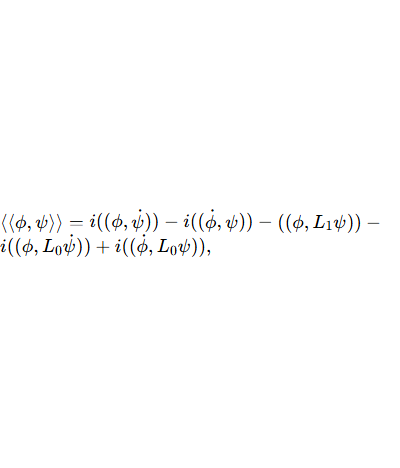 ⟨⟨ϕ, ψ⟩⟩ = i((ϕ, ψ̇)) − i((ϕ̇, ψ)) − ((ϕ, L₁ψ)) −
i((ϕ, L₀ψ̇)) + i((ϕ̇, L₀ψ)),